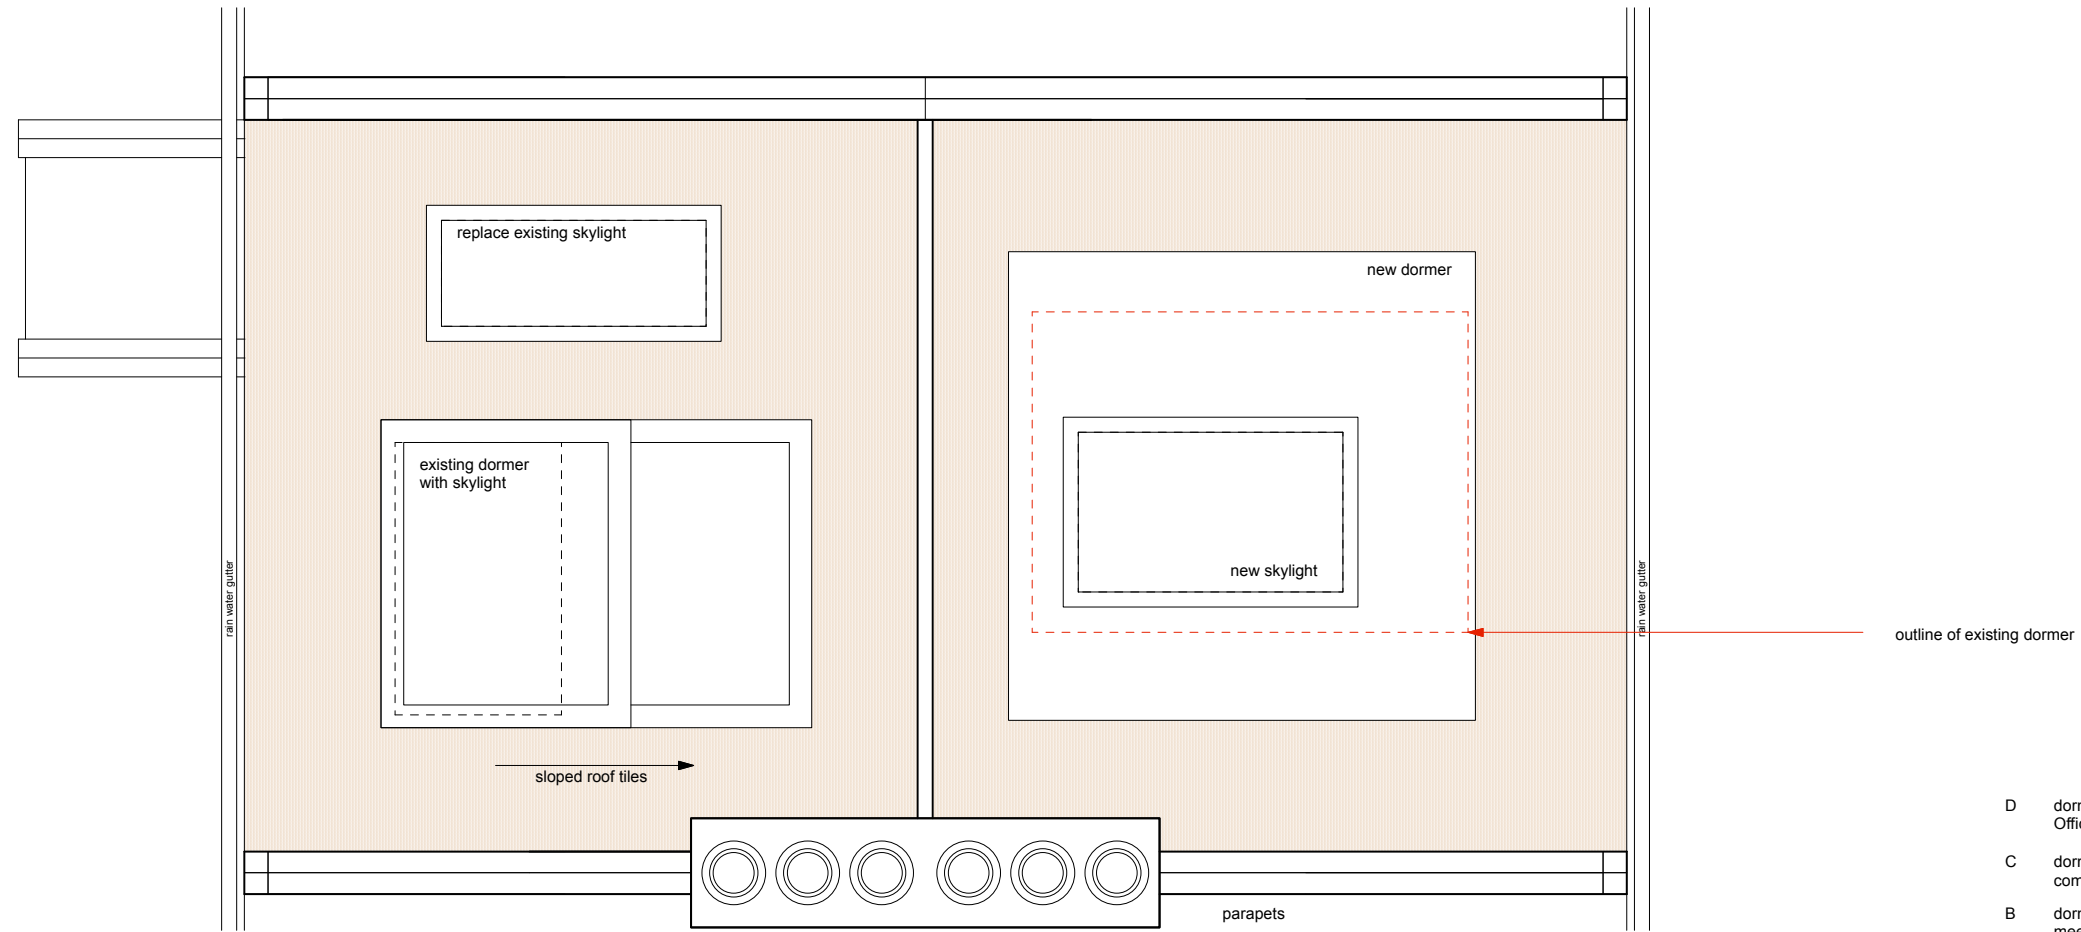 replace existing skylight
new dormer
existing dormer
with skylight
rain water gutter
rain water gutter
new skylight
outline of existing dormer
sloped roof tiles
D
C
B
parapets